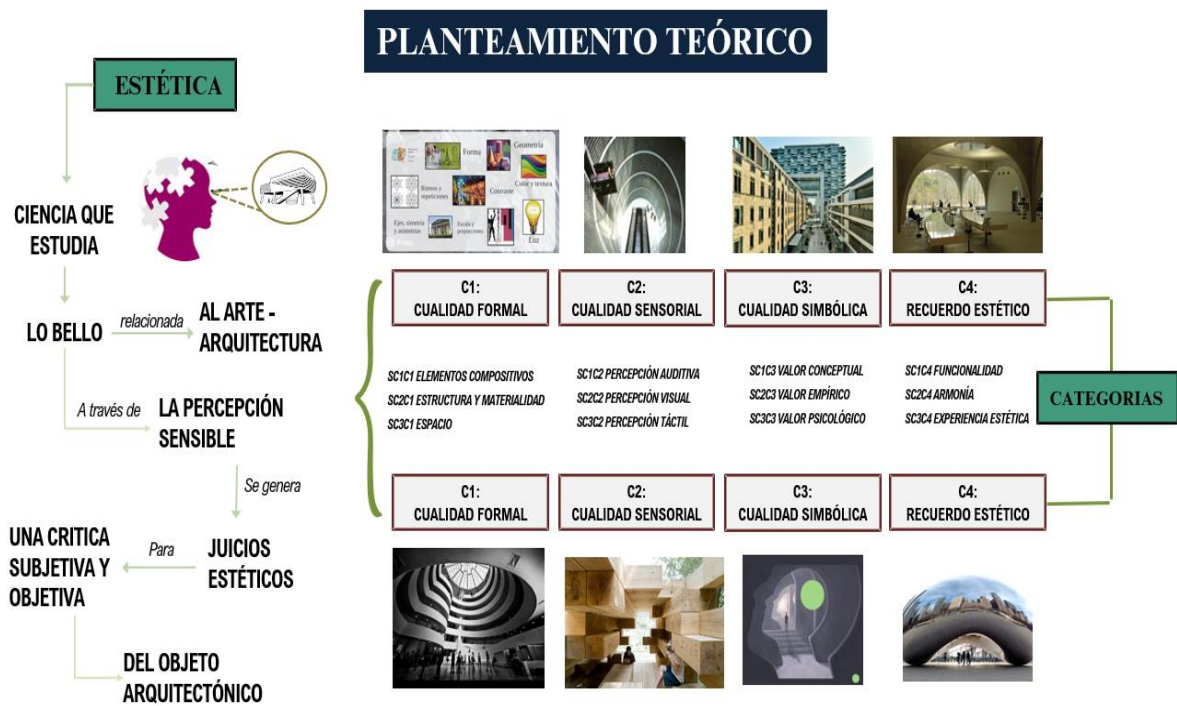 PLANTEAMIENTO TEÓRICO
ESTÉTICA
CIENCIA QUE
ESTUDIA
LO BELLO
relacionada
AL ARTE -
ARQUITECTURA
A través de
LA PERCEPCIÓN
SENSIBLE
Se genera
JUICIOS
ESTÉTICOS
Para
UNA CRITICA
SUBJETIVA Y
OBJETIVA
DEL OBJETO
ARQUITECTÓNICO
Forma
Geometría
Ritmos y
repeticiones
Contraste
Color y textura
Ejes, simetría
y asimetrías
Escala y
proporciones
Luz
C1:
CUALIDAD FORMAL
C2:
CUALIDAD SENSORIAL
C3:
CUALIDAD SIMBÓLICA
C4:
RECUERDO ESTÉTICO
SC1C1 ELEMENTOS COMPOSITIVOS
SC2C1 ESTRUCTURA Y MATERIALIDAD
SC3C1 ESPACIO
SC1C2 PERCEPCIÓN AUDITIVA
SC2C2 PERCEPCIÓN VISUAL
SC3C2 PERCEPCIÓN TÁCTIL
SC1C3 VALOR CONCEPTUAL
SC2C3 VALOR EMPÍRICO
SC3C3 VALOR PSICOLÓGICO
SC1C4 FUNCIONALIDAD
SC2C4 ARMONÍA
SC3C4 EXPERIENCIA ESTÉTICA
CATEGORIAS
C1:
CUALIDAD FORMAL
C2:
CUALIDAD SENSORIAL
C3:
CUALIDAD SIMBÓLICA
C4:
RECUERDO ESTÉTICO